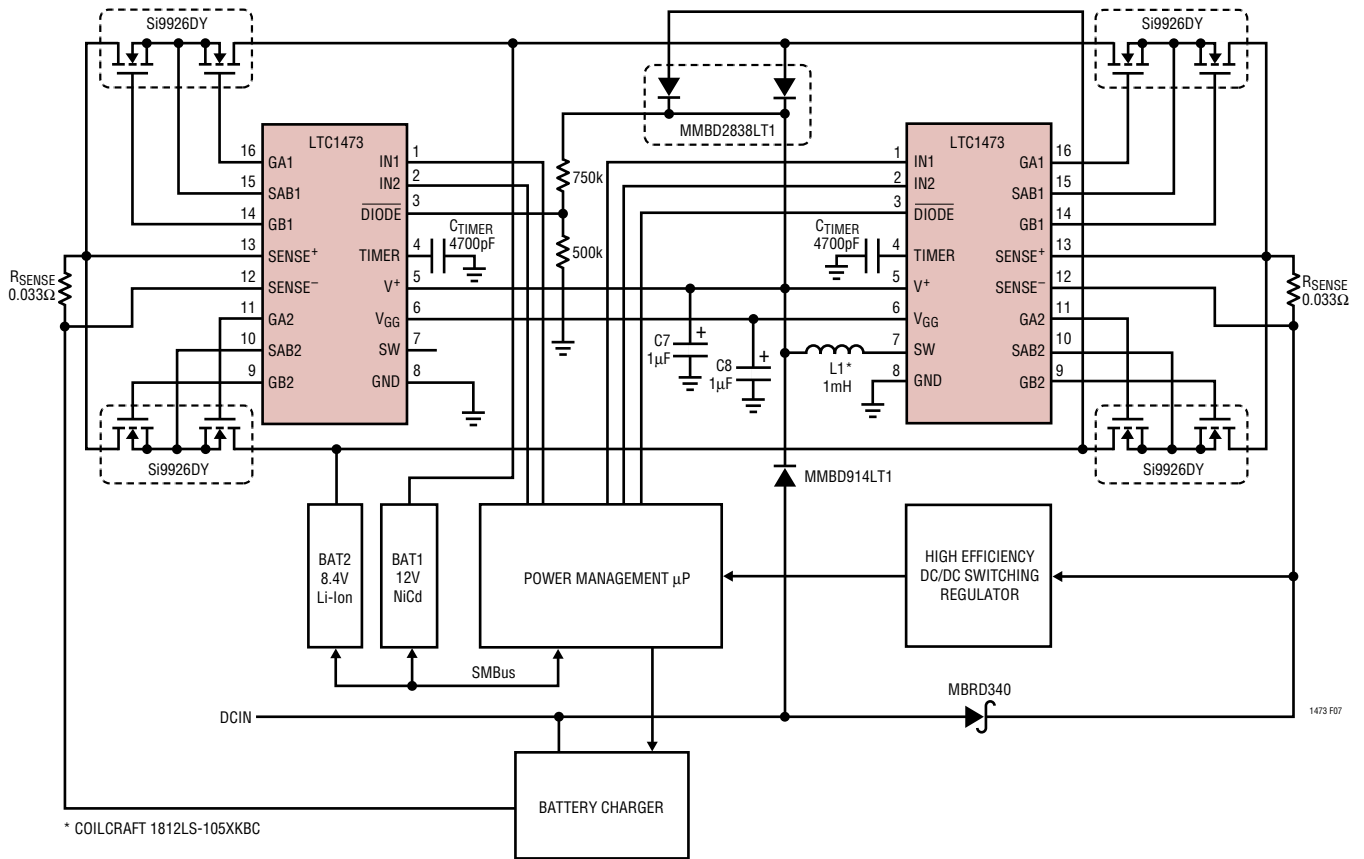 Si9926DY
Si9926DY
MMBD2838LT1
LTC1473
16 GA1
15 SAB1
14 GB1
13 SENSE+
12 SENSE−
11 GA2
10 SAB2
9 GB2
IN1 1
IN2 2
DIODE 3
TIMER 4
V+ 5
VGG 6
SW 7
GND 8
RSENSE
0.033Ω
CTIMER
4700pF
750k
500k
C7
1µF
+
C8
1µF
+
L1*
1mH
CTIMER
4700pF
LTC1473
1 IN1
2 IN2
3 DIODE
4 TIMER
5 V+
6 VGG
7 SW
8 GND
GA1 16
SAB1 15
GB1 14
SENSE+ 13
SENSE− 12
GA2 11
SAB2 10
GB2 9
RSENSE
0.033Ω
Si9926DY
Si9926DY
MMBD914LT1
BAT2
8.4V
Li-Ion
BAT1
12V
NiCd
POWER MANAGEMENT µP
HIGH EFFICIENCY
DC/DC SWITCHING
REGULATOR
SMBus
DCIN
MBRD340
1473 F07
BATTERY CHARGER
* COILCRAFT 1812LS-105XKBC